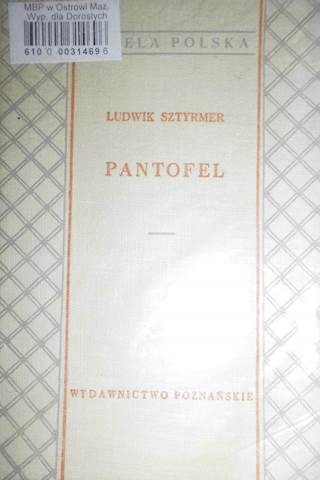 MBP w Ostrowi Maz.
Wyp. dla Dorosłych
610 0 0031469 6
ELA POLSKA
LUDWIK SZTYRMER
PANTOFEL
WYDAWNICTWO POZNAŃSKIE